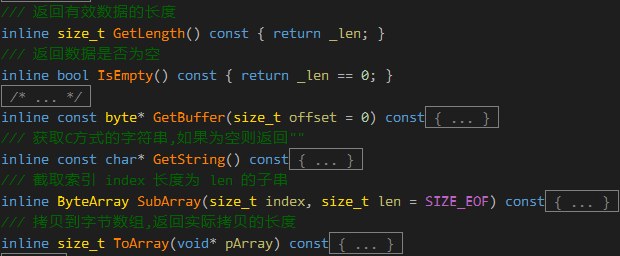 /// 返回有效数据的长度
inline size_t GetLength() const { return _len; }
/// 返回数据是否为空
inline bool IsEmpty() const { return _len == 0; }
/* ... */
inline const byte* GetBuffer(size_t offset = 0) const{ ... }
/// 获取C方式的字符串,如果为空则返回""
inline const char* GetString() const{ ... }
/// 截取索引 index 长度为 len 的子串
inline ByteArray SubArray(size_t index, size_t len = SIZE_EOF) const{ ... }
/// 拷贝到字节数组,返回实际拷贝的长度
inline size_t ToArray(void* pArray) const{ ... }